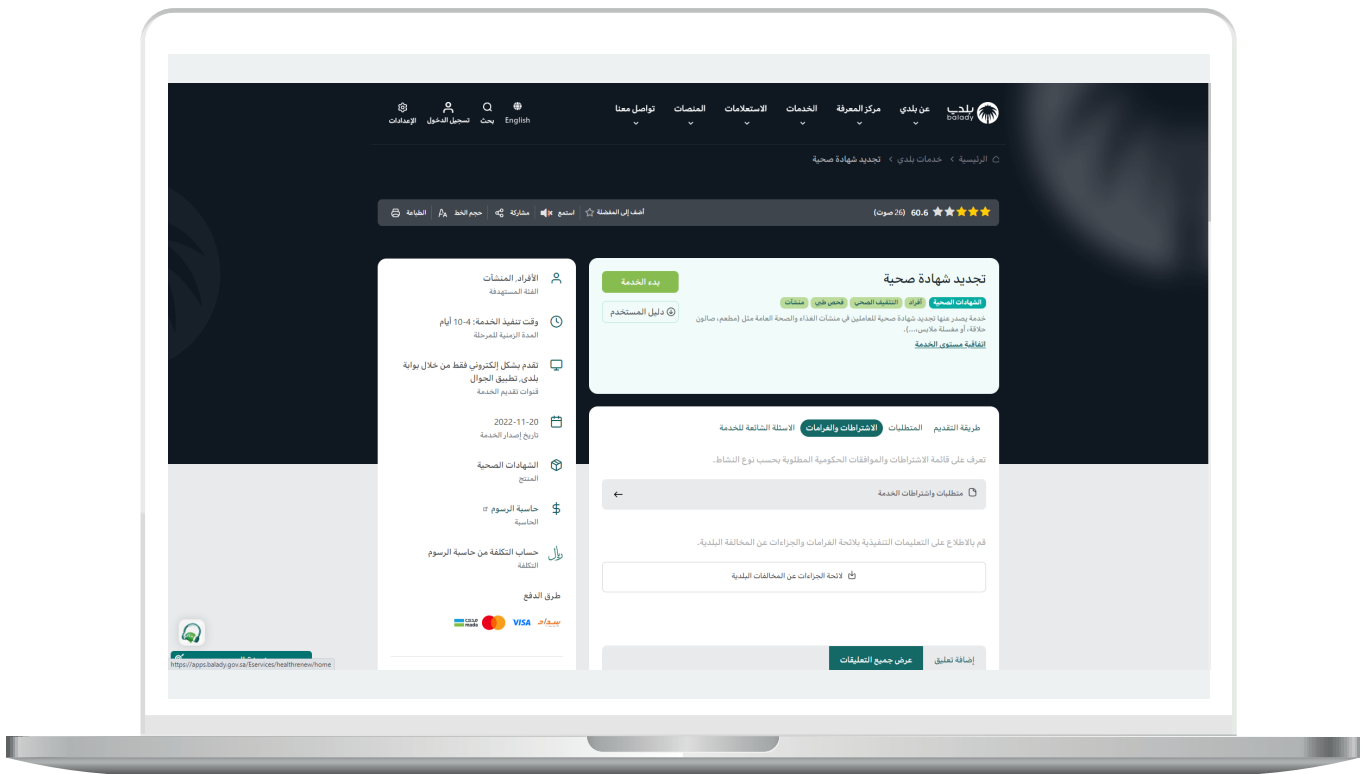 بلدي
balady
عن بلدي
مركز المعرفة
الخدمات
الاستعلامات
المنصات
تواصل معنا
English
بحث
تسجيل الدخول
الإعدادات
الرئيسية > خدمات بلدي > تجديد شهادة صحية
60.6 (26 صوت)
أضف إلى المفضلة
استمع
مشاركة
حجم الخط
الطباعة
تجديد شهادة صحية
بدء الخدمة
الشهادات الصحية أفراد التثقيف الصحي فحص طبي منشآت
دليل المستخدم
خدمة يصدر عنها تجديد شهادة صحية للعاملين في منشآت الغذاء والصحة العامة مثل (مطعم، صالون
حلاقة، أو مغسلة ملابس،...).
اتفاقية مستوى الخدمة
طريقة التقديم
المتطلبات
الاشتراطات والغرامات
الاسئلة الشائعة للخدمة
تعرف على قائمة الاشتراطات والموافقات الحكومية المطلوبة بحسب نوع النشاط.
متطلبات واشتراطات الخدمة
قم بالاطلاع على التعليمات التنفيذية بلائحة الغرامات والجزاءات عن المخالفة البلدية.
لائحة الجزاءات عن المخالفات البلدية
إضافة تعليق
عرض جميع التعليقات
الأفراد, المنشآت
الفئة المستهدفة
وقت تنفيذ الخدمة: 4-10 أيام
المدة الزمنية للمرحلة
تقدم بشكل إلكتروني فقط من خلال بوابة
بلدي, تطبيق الجوال
قنوات تقديم الخدمة
2022-11-20
تاريخ إصدار الخدمة
الشهادات الصحية
المنتج
حاسبة الرسوم
الحاسبة
حساب التكلفة من حاسبة الرسوم
التكلفة
طرق الدفع
سداد
VISA
مدى
mada
https://apps.balady.gov.sa/Eservices/healthrenew/home